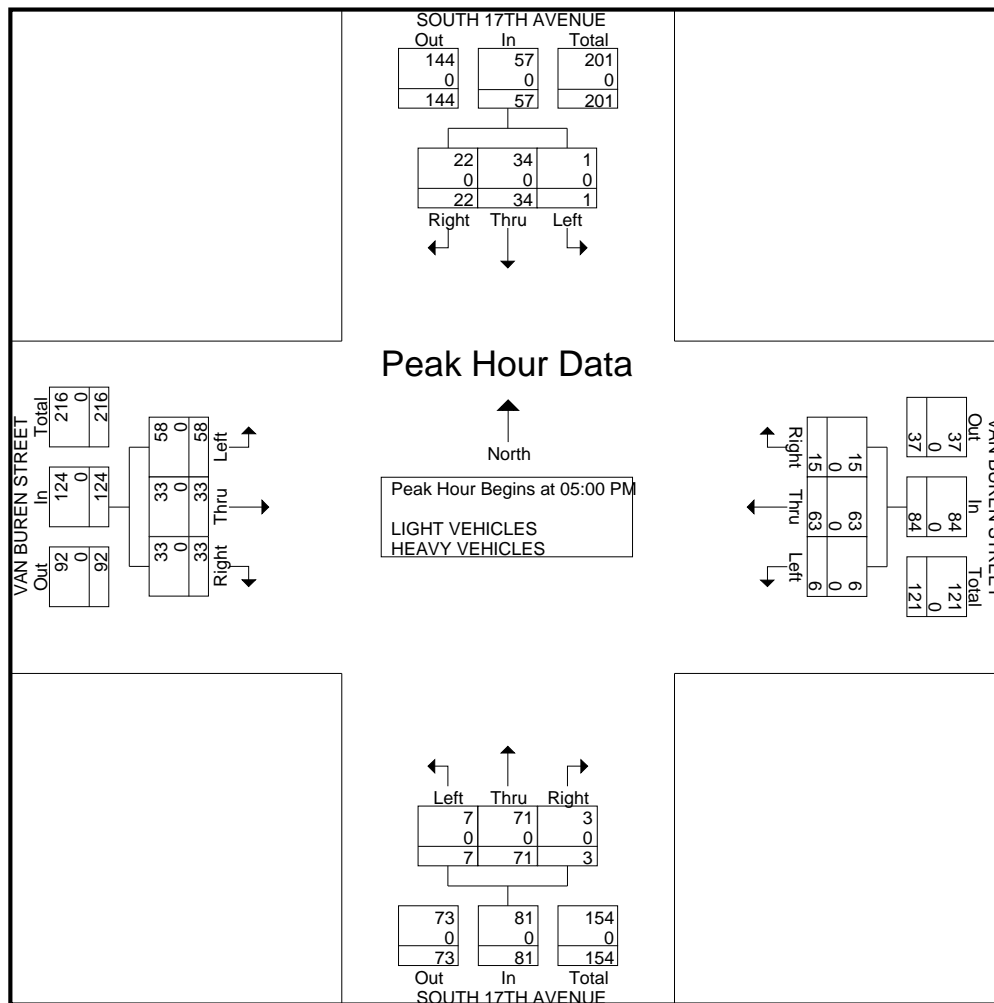 SOUTH 17TH AVENUE
Out In Total
144 57 201
0 0 0
144 57 201
22 34 1
0 0 0
22 34 1
Right Thru Left
Peak Hour Data
North
Peak Hour Begins at 05:00 PM
LIGHT VEHICLES
HEAVY VEHICLES
VAN BUREN STREET
Out In Total
92 124 216
0 0 0
92 124 216
33 33 58
0 0 0
33 33 58
Right Thru Left
VAN BUREN STREET
Out In Total
37 84 121
0 0 0
37 84 121
15 63 6
0 0 0
15 63 6
Right Thru Left
Left Thru Right
7 71 3
0 0 0
7 71 3
73 81 154
0 0 0
73 81 154
Out In Total
SOUTH 17TH AVENUE